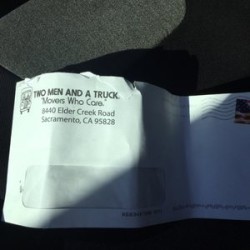 TWO MEN AND A TRUCK.
"Movers Who Care."
8440 Elder Creek Road
Sacramento, CA 95828